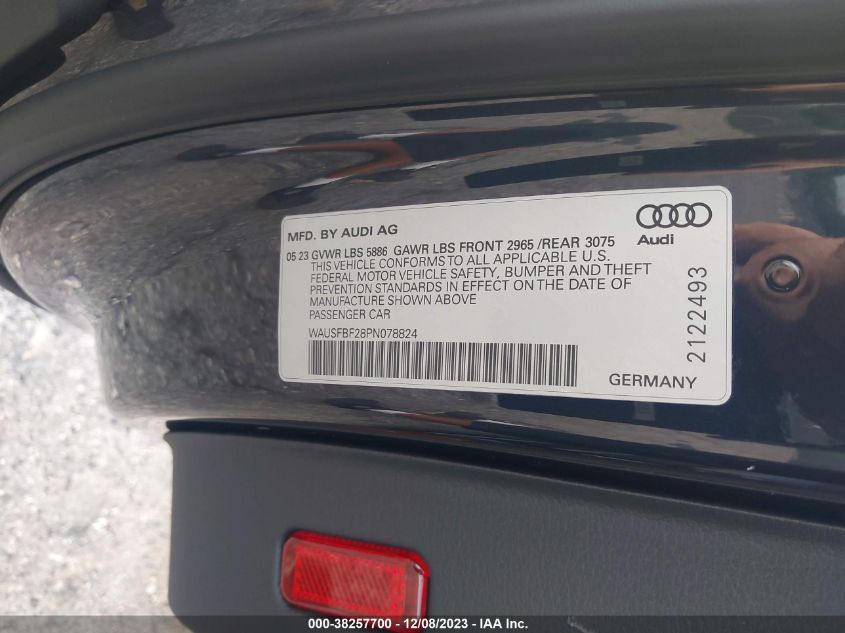 MFD. BY AUDI AG
Audi
05 23 GVWR LBS 5886 GAWR LBS FRONT 2965 /REAR 3075
THIS VEHICLE CONFORMS TO ALL APPLICABLE U.S.
FEDERAL MOTOR VEHICLE SAFETY, BUMPER AND THEFT
PREVENTION STANDARDS IN EFFECT ON THE DATE OF
MANUFACTURE SHOWN ABOVE
PASSENGER CAR
WAUSFBF28PN078824
2122493
GERMANY
000-38257700 - 12/08/2023 - IAA Inc.